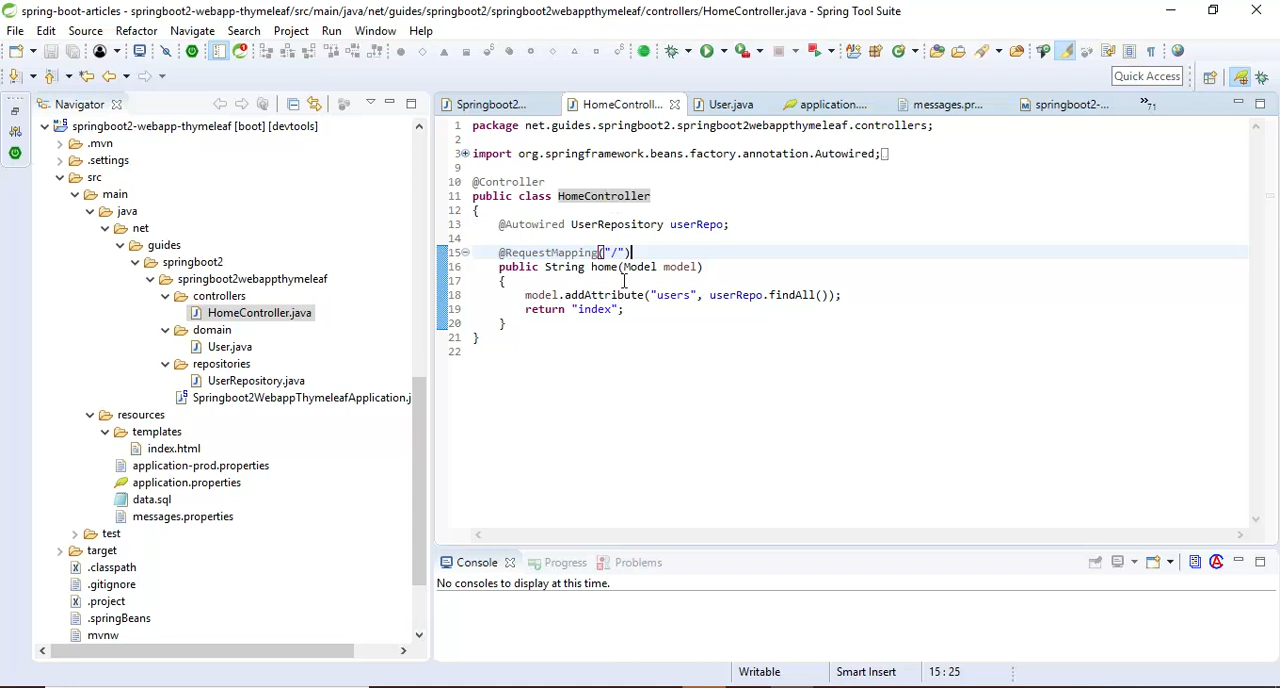 spring-boot-articles - springboot2-webapp-thymeleaf/src/main/java/net/guides/springboot2/springboot2webappthymeleaf/controllers/HomeController.java - Spring Tool Suite
File Edit Source Refactor Navigate Search Project Run Window Help
Quick Access
Navigator
springboot2-webapp-thymeleaf [boot] [devtools]
.mvn
.settings
src
main
java
net
guides
springboot2
springboot2webappthymeleaf
controllers
HomeController.java
domain
User.java
repositories
UserRepository.java
Springboot2WebappThymeleafApplication.j
resources
templates
index.html
application-prod.properties
application.properties
data.sql
messages.properties
test
target
.classpath
.gitignore
.project
.springBeans
mvnw
Springboot2... HomeControll... User.java application.... messages.pr... springboot2-... 71
1 package net.guides.springboot2.springboot2webappthymeleaf.controllers;
2
3 import org.springframework.beans.factory.annotation.Autowired;
9
10 @Controller
11 public class HomeController
12 {
13 @Autowired UserRepository userRepo;
14
15 @RequestMapping("/")
16 public String home(Model model)
17 {
18 model.addAttribute("users", userRepo.findAll());
19 return "index";
20 }
21 }
22
Console Progress Problems
No consoles to display at this time.
Writable Smart Insert 15 : 25